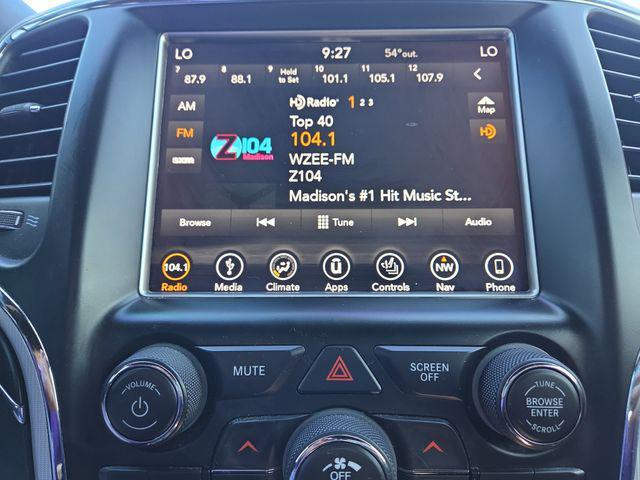 LO 9:27 54°out. LO
7 8 9 10 11 12
87.9 88.1 Hold to Set 101.1 105.1 107.9
AM
HD Radio® 1 2 3
Map
FM
Top 40
HD
104.1
Z104
Madison
sxm
WZEE-FM
Z104
Madison's #1 Hit Music St...
Browse Tune Audio
104.1 NW
Radio Media Climate Apps Controls Nav Phone
VOLUME
MUTE
SCREEN OFF
TUNE
BROWSE
ENTER
SCROLL
OFF